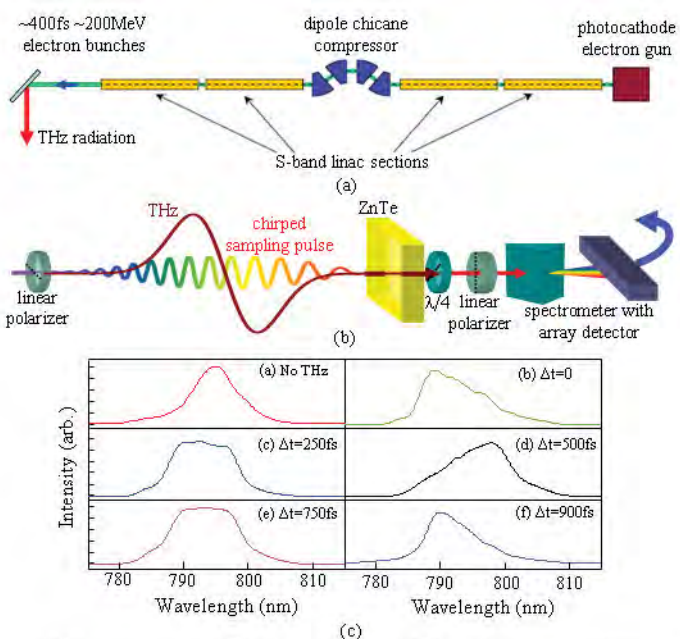 ~400fs ~200MeV
electron bunches
dipole chicane
compressor
photocathode
electron gun
THz radiation
S-band linac sections
(a)
THz
chirped
sampling pulse
ZnTe
linear
polarizer
(b)
λ/4
linear
polarizer
spectrometer with
array detector
Intensity (arb.)
(a) No THz
(b) Δt=0
(c) Δt=250fs
(d) Δt=500fs
(e) Δt=750fs
(f) Δt=900fs
780 790 800 810 780 790 800 810
Wavelength (nm) Wavelength (nm)
(c)